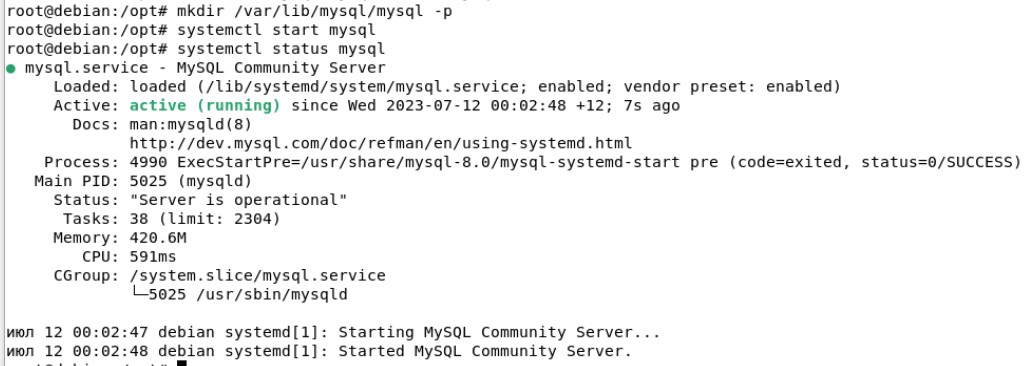 root@debian:/opt# mkdir /var/lib/mysql/mysql -p
root@debian:/opt# systemctl start mysql
root@debian:/opt# systemctl status mysql
● mysql.service - MySQL Community Server
Loaded: loaded (/lib/systemd/system/mysql.service; enabled; vendor preset: enabled)
Active: active (running) since Wed 2023-07-12 00:02:48 +12; 7s ago
Docs: man:mysqld(8)
http://dev.mysql.com/doc/refman/en/using-systemd.html
Process: 4990 ExecStartPre=/usr/share/mysql-8.0/mysql-systemd-start pre (code=exited, status=0/SUCCESS)
Main PID: 5025 (mysqld)
Status: "Server is operational"
Tasks: 38 (limit: 2304)
Memory: 420.6M
CPU: 591ms
CGroup: /system.slice/mysql.service
└─5025 /usr/sbin/mysqld
июл 12 00:02:47 debian systemd[1]: Starting MySQL Community Server...
июл 12 00:02:48 debian systemd[1]: Started MySQL Community Server.